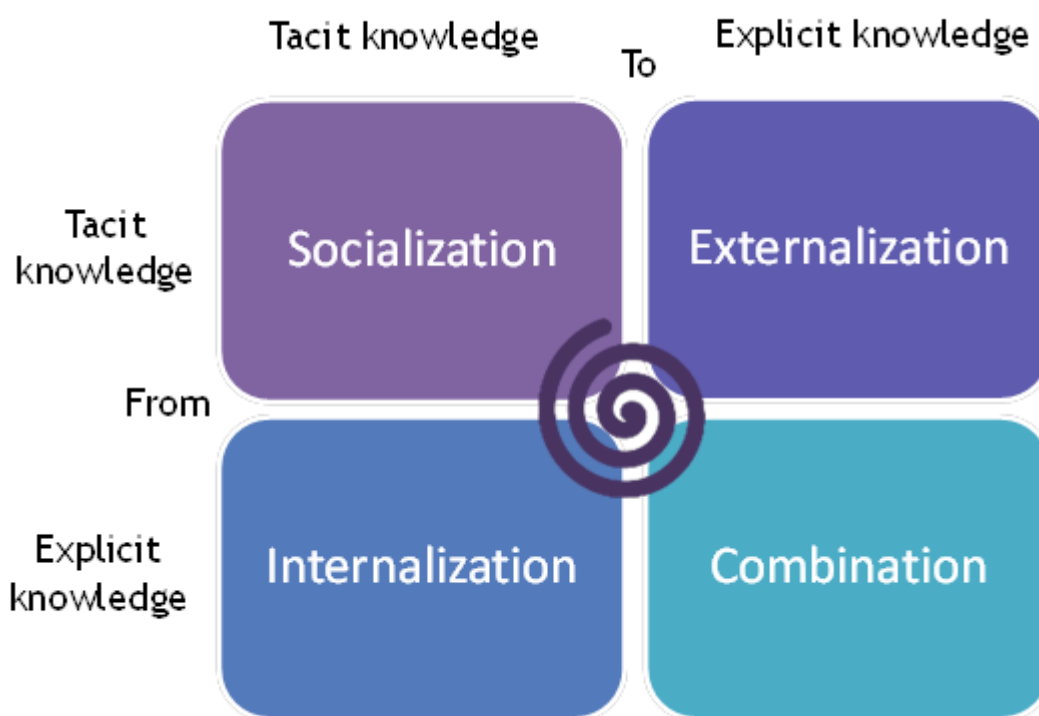 Tacit knowledge
To
Explicit knowledge
Tacit
knowledge
Socialization
Externalization
From
Explicit
knowledge
Internalization
Combination